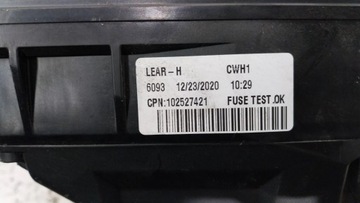 LEAR-H CWH1
6093 12/23/2020 10:29
CPN:102527421 FUSE TEST.OK